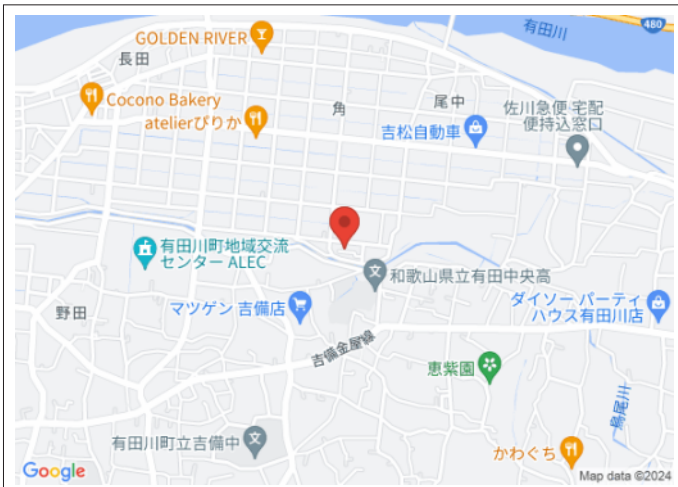 480
有田川
GOLDEN RIVER
長田
Cocono Bakery
尾中
角
atelierぴりか
吉松自動車
佐川急便 宅配
便持込窓口
有田川町地域交流
センター ALEC
和歌山県立有田中央高
マツゲン 吉備店
ダイソー パーティ
ハウス有田川店
野田
吉備金屋線
恵紫園
鳥尾川
有田川町立吉備中
かわぐち
Google
Map data ©2024